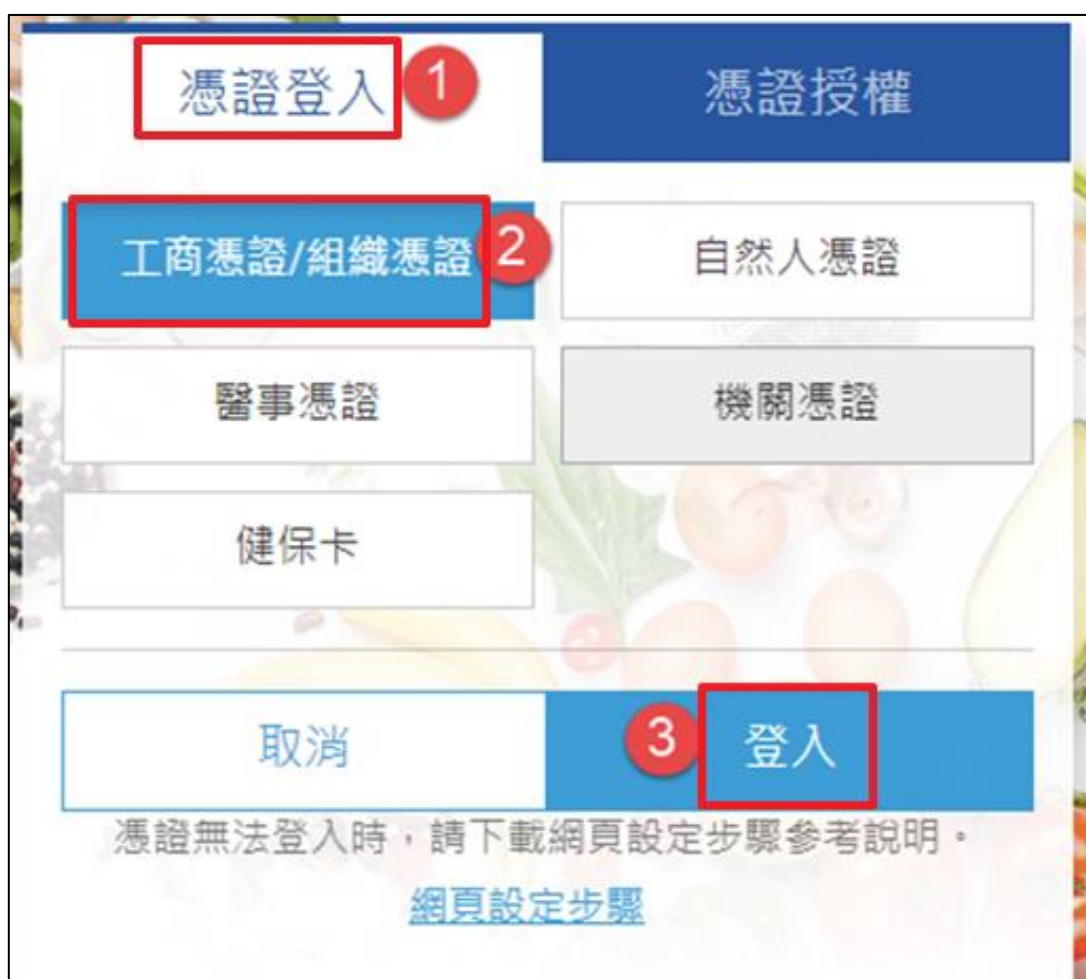 憑證登入 1 憑證授權
工商憑證/組織憑證 2 自然人憑證
醫事憑證 機關憑證
健保卡
取消 3 登入
憑證無法登入時，請下載網頁設定步驟參考說明。
網頁設定步驟